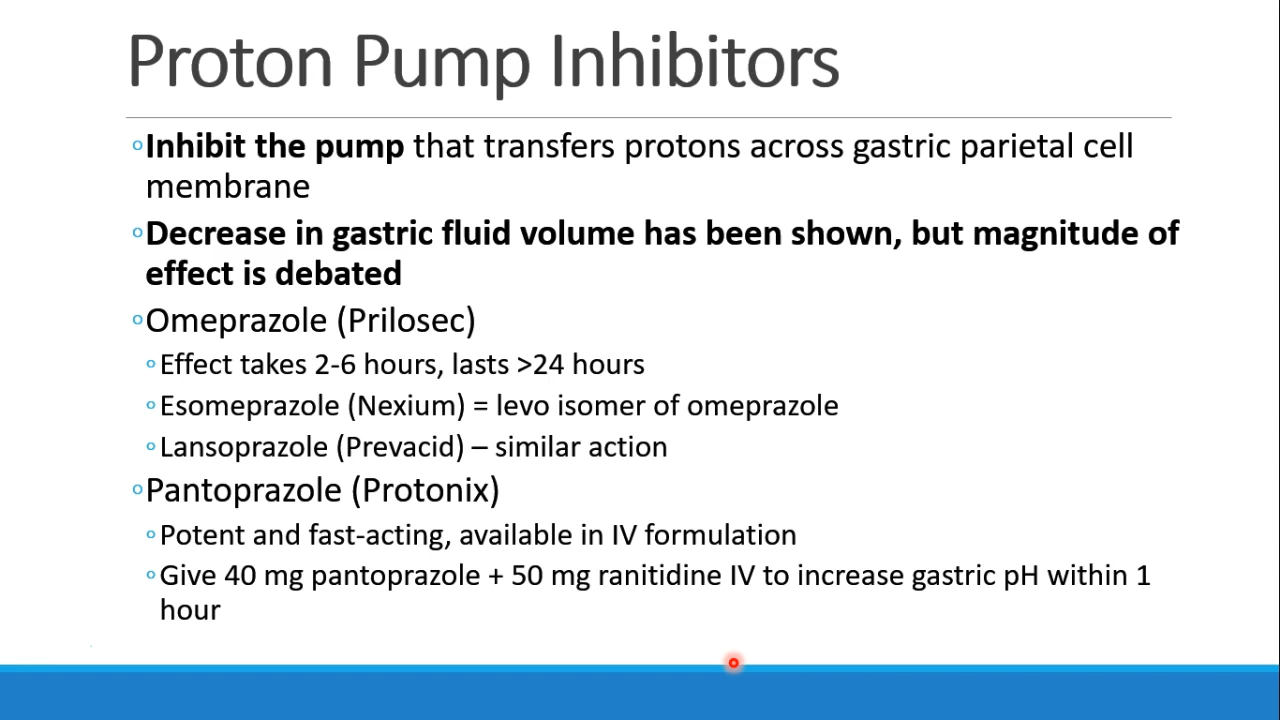 Proton Pump Inhibitors
◦Inhibit the pump that transfers protons across gastric parietal cell
membrane
◦Decrease in gastric fluid volume has been shown, but magnitude of
effect is debated
◦Omeprazole (Prilosec)
◦Effect takes 2-6 hours, lasts >24 hours
◦Esomeprazole (Nexium) = levo isomer of omeprazole
◦Lansoprazole (Prevacid) – similar action
◦Pantoprazole (Protonix)
◦Potent and fast-acting, available in IV formulation
◦Give 40 mg pantoprazole + 50 mg ranitidine IV to increase gastric pH within 1
hour